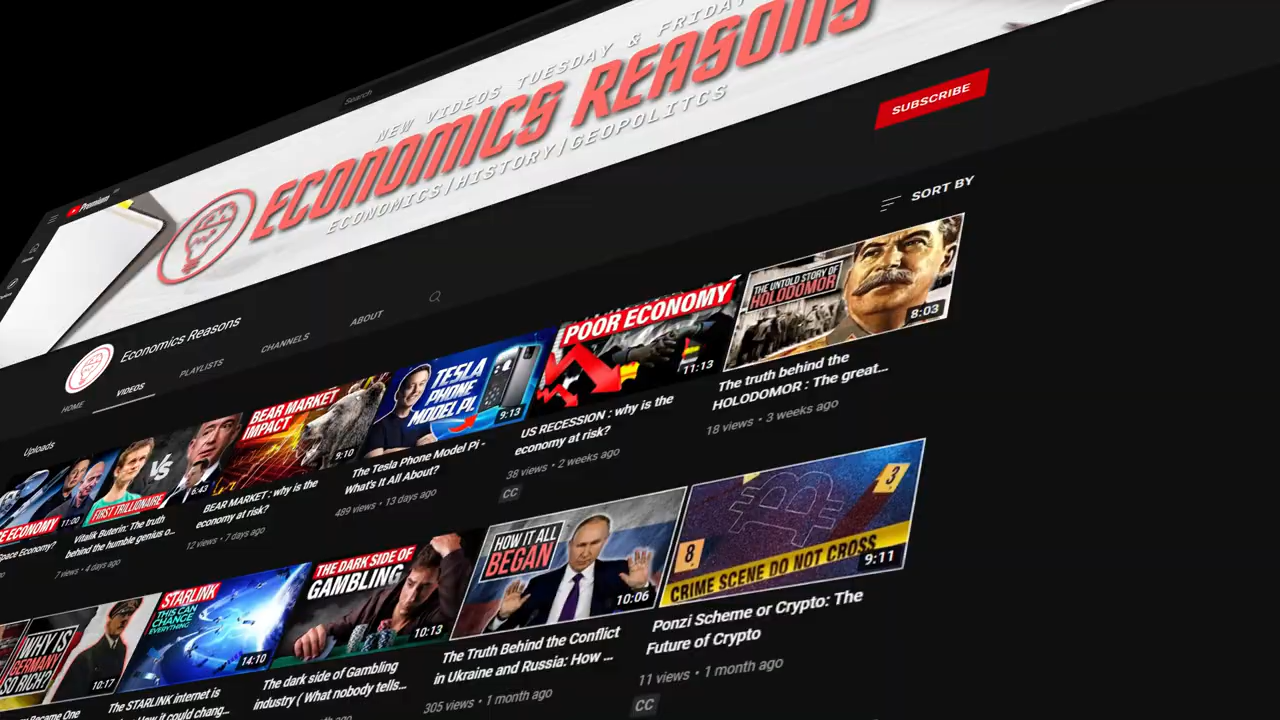 NEW VIDEOS TUESDAY & FRIDAY
ECONOMICS REASONS
ECONOMICS|HISTORY|GEOPOLITCS
Search
Premium
SUBSCRIBE
Economics Reasons
HOME
VIDEOS
PLAYLISTS
CHANNELS
ABOUT
SORT BY
Uploads
E ECONOMY
11:00
pace Economy?
VS
FIRST TRILLIONAIRE
6:43
Vitalik Buterin: The truth
behind the humble genius o...
7 views • 4 days ago
BEAR MARKET
IMPACT
9:10
BEAR MARKET : why is the
economy at risk?
12 views • 7 days ago
TESLA
PHONE
MODEL PI.
9:13
The Tesla Phone Model Pi -
What's It All About?
489 views • 13 days ago
POOR ECONOMY
11:13
US RECESSION : why is the
economy at risk?
38 views • 2 weeks ago
CC
THE UNTOLD STORY OF
HOLODOMOR
8:03
The truth behind the
HOLODOMOR : The great...
18 views • 3 weeks ago
WHY IS
GERMANY
SO RICH?
10:17
Became One
STARLINK
THIS CAN
CHANGE
EVERYTHING
14:10
The STARLINK internet is
How it could chang...
THE DARK SIDE OF
GAMBLING
10:13
The dark side of Gambling
industry ( What nobody tells...
month ago
HOW IT ALL
BEGAN
10:06
The Truth Behind the Conflict
in Ukraine and Russia: How ...
305 views • 1 month ago
8
3
CRIME SCENE DO NOT CROSS
9:11
Ponzi Scheme or Crypto: The
Future of Crypto
11 views • 1 month ago
CC